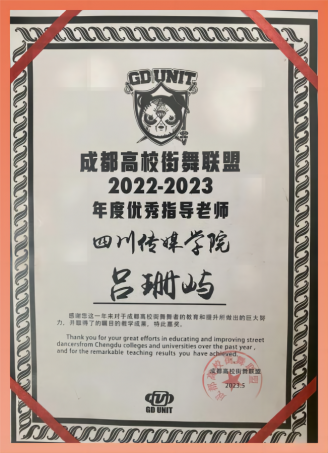 GD UNIT
成都高校街舞联盟
2022-2023
年度优秀指导老师
四川传媒学院
吕珊屿
感谢您这一年来对于成都高校街舞舞者的教育和提升所做出的巨大努
力,并取得了的瞩目的教学成果,特此嘉奖。
Thank you for your great efforts in educating and improving street
dancersfrom Chengdu colleges and universities over the past year ,
and for the remarkable teaching results you have achieved
成都高校街舞联盟
2023.5
GD UNIT